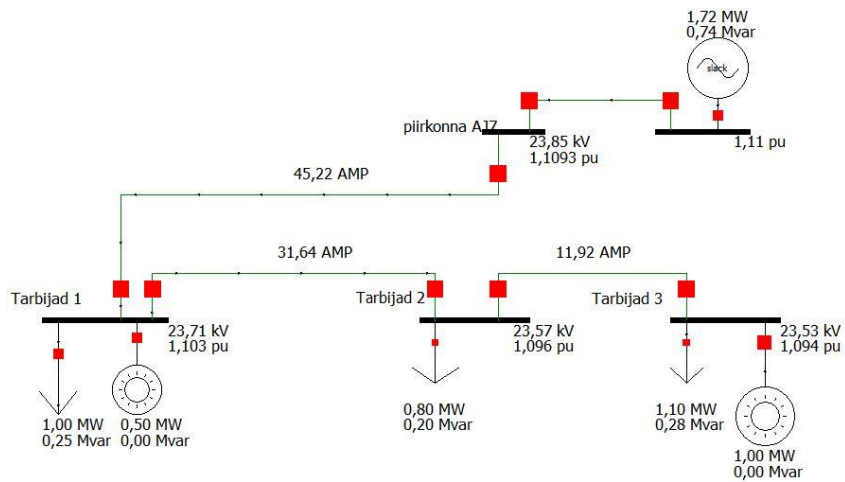 1,72 MW
0,74 Mvar
slack
piirkonna AJ7
23,85 kV
1,1093 pu
1,11 pu
45,22 AMP
31,64 AMP
11,92 AMP
Tarbijad 1
Tarbijad 2
Tarbijad 3
23,71 kV
1,103 pu
23,57 kV
1,096 pu
23,53 kV
1,094 pu
1,00 MW
0,25 Mvar
0,50 MW
0,00 Mvar
0,80 MW
0,20 Mvar
1,10 MW
0,28 Mvar
1,00 MW
0,00 Mvar